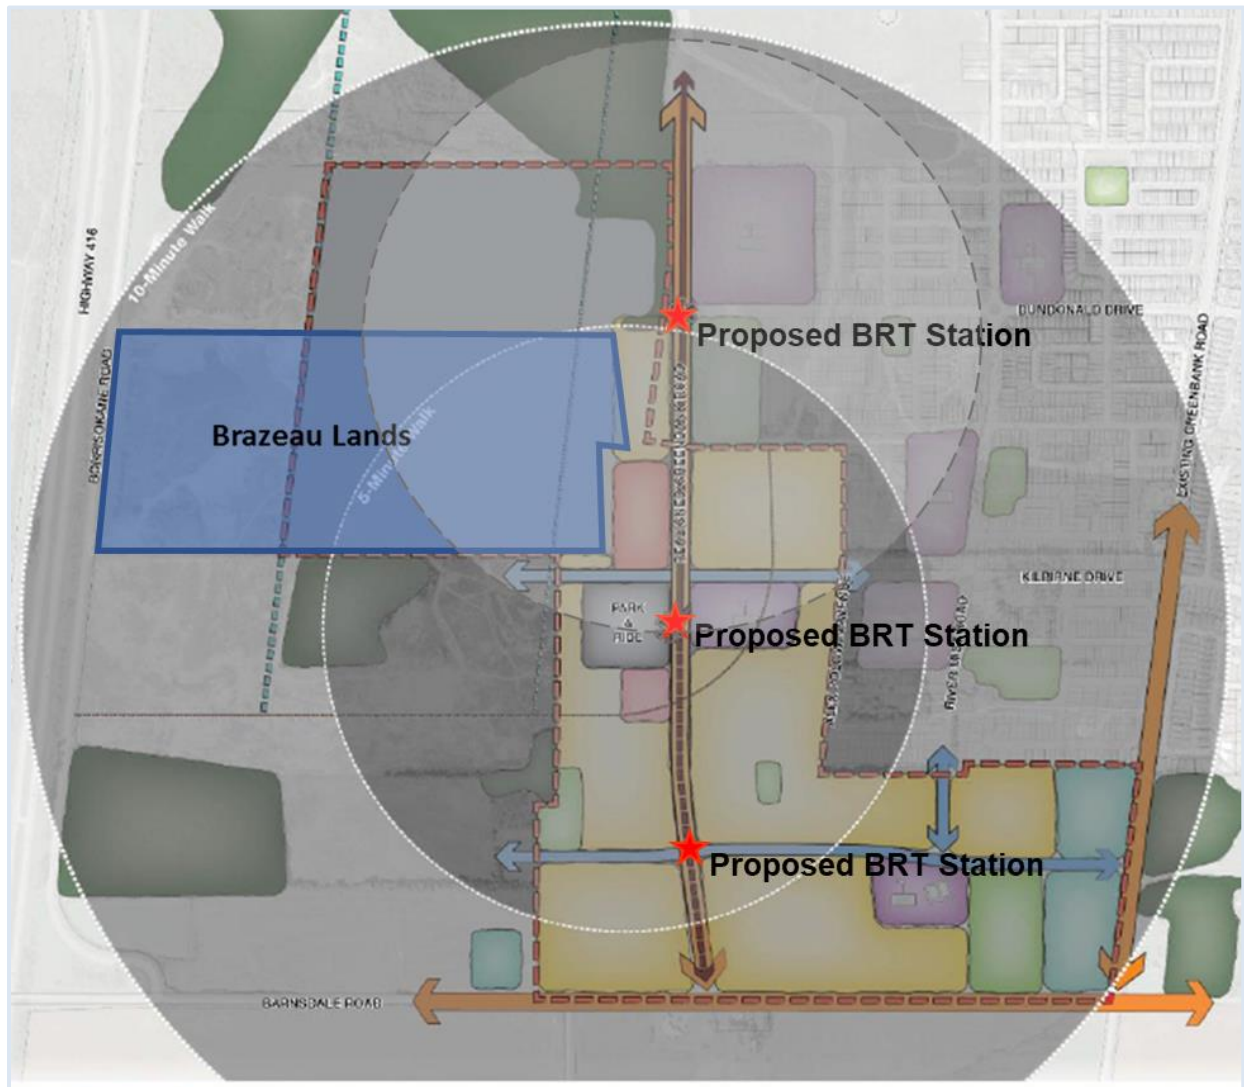 HIGHWAY 416
10-Minute Walk
DUNDONALD DRIVE
Proposed BRT Station
BORRISOKANE ROAD
EXISTING GREENBANK ROAD
Brazeau Lands
5-Minute Walk
KILBIRNE DRIVE
PARK
&
RIDE
Proposed BRT Station
RIVER MIST ROAD
Proposed BRT Station
BARNSDALE ROAD